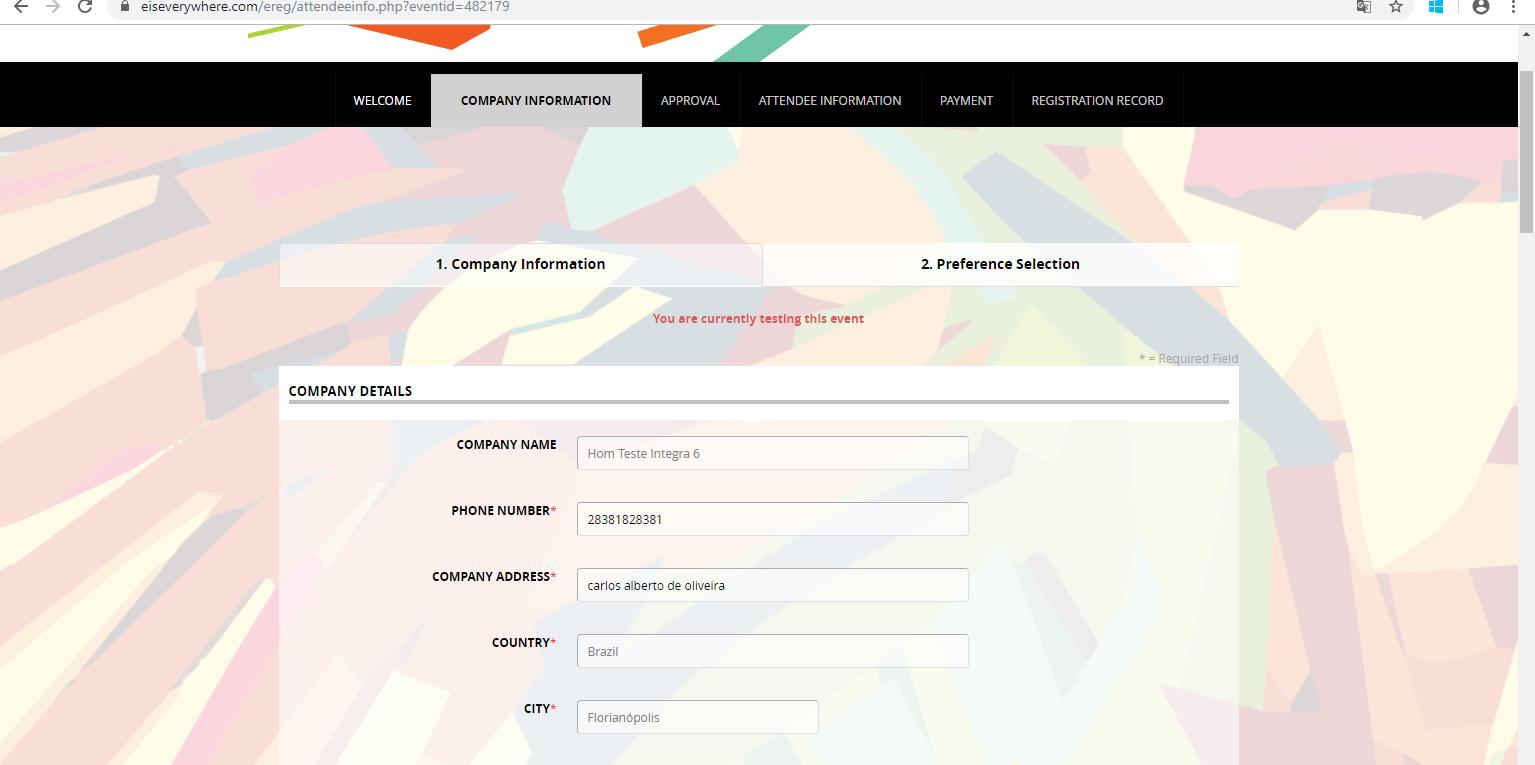 eiseverywhere.com/ereg/attendeeinfo.php?eventid=482179
WELCOME COMPANY INFORMATION APPROVAL ATTENDEE INFORMATION PAYMENT REGISTRATION RECORD
1. Company Information 2. Preference Selection
You are currently testing this event
* = Required Field
COMPANY DETAILS
COMPANY NAME Hom Teste Integra 6
PHONE NUMBER* 28381828381
COMPANY ADDRESS* carlos alberto de oliveira
COUNTRY* Brazil
CITY* Florianópolis